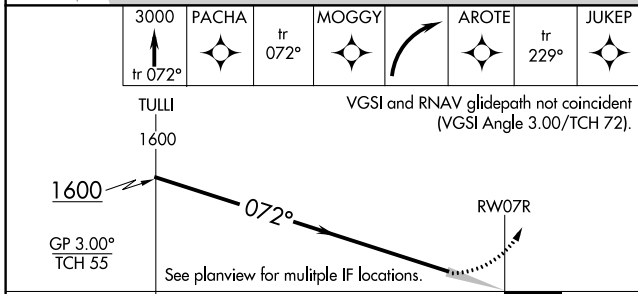 3000
tr 072°
PACHA
tr
072°
MOGGY
AROTE
tr
229°
JUKEP
VGSI and RNAV glidepath not coincident
(VGSI Angle 3.00/TCH 72).
TULLI
1600
1600
072°
RW07R
GP 3.00°
TCH 55
See planview for mulitple IF locations.